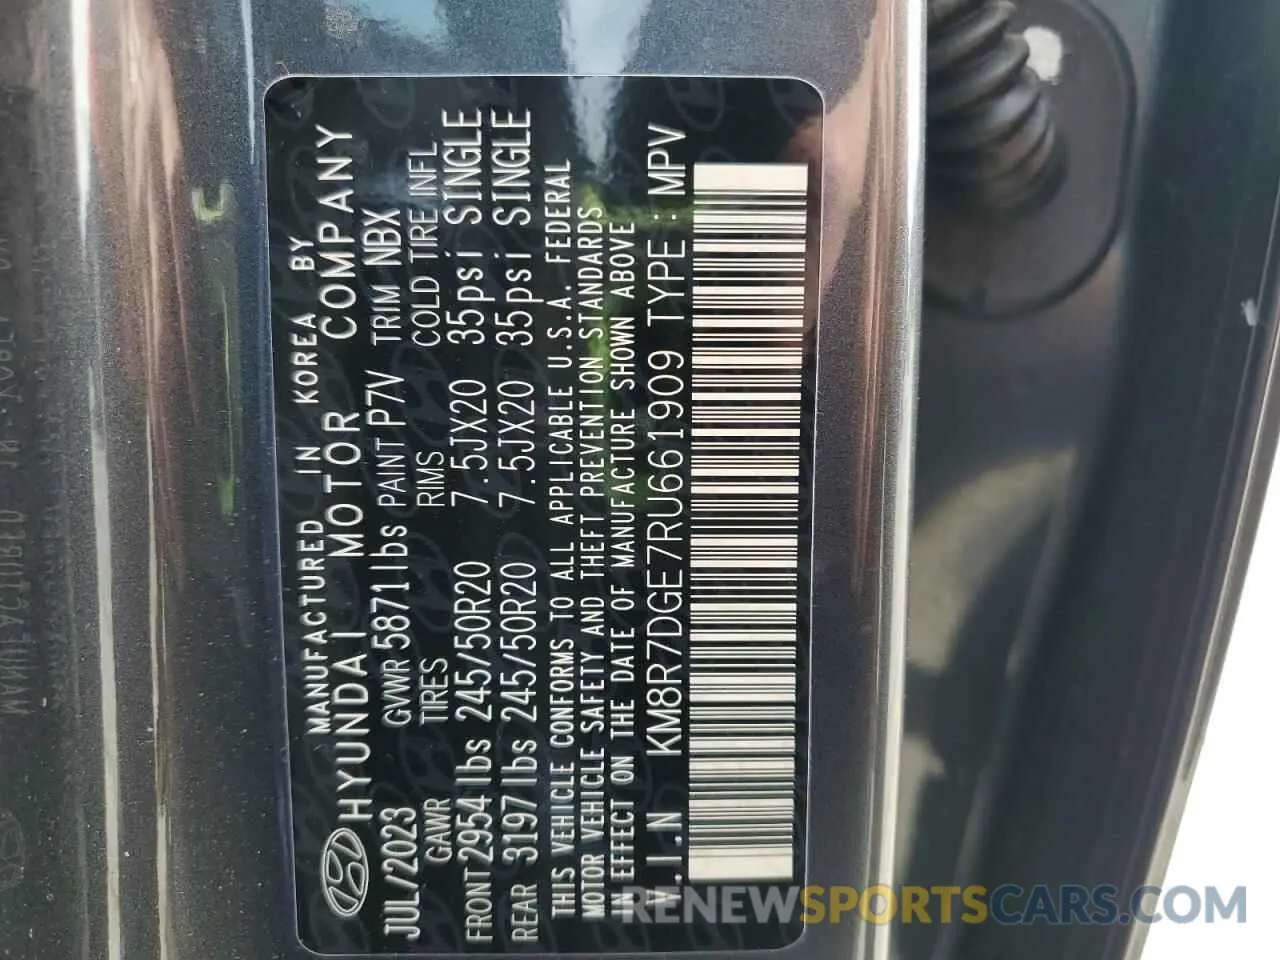 MANUFACTURED IN KOREA BY
HYUNDAI MOTOR COMPANY
JUL/2023 GVWR 5871lbs PAINT P7V TRIM NBX
GAWR TIRES RIMS COLD TIRE INFL
FRONT 2954lbs 245/50R20 7.5JX20 35psi SINGLE
REAR 3197lbs 245/50R20 7.5JX20 35psi SINGLE
THIS VEHICLE CONFORMS TO ALL APPLICABLE U.S.A. FEDERAL
MOTOR VEHICLE SAFETY AND THEFT PREVENTION STANDARDS
IN EFFECT ON THE DATE OF MANUFACTURE SHOWN ABOVE
V.I.N KM8R7DGE7RU661909 TYPE : MPV
RENEWSPORTSCARS.COM